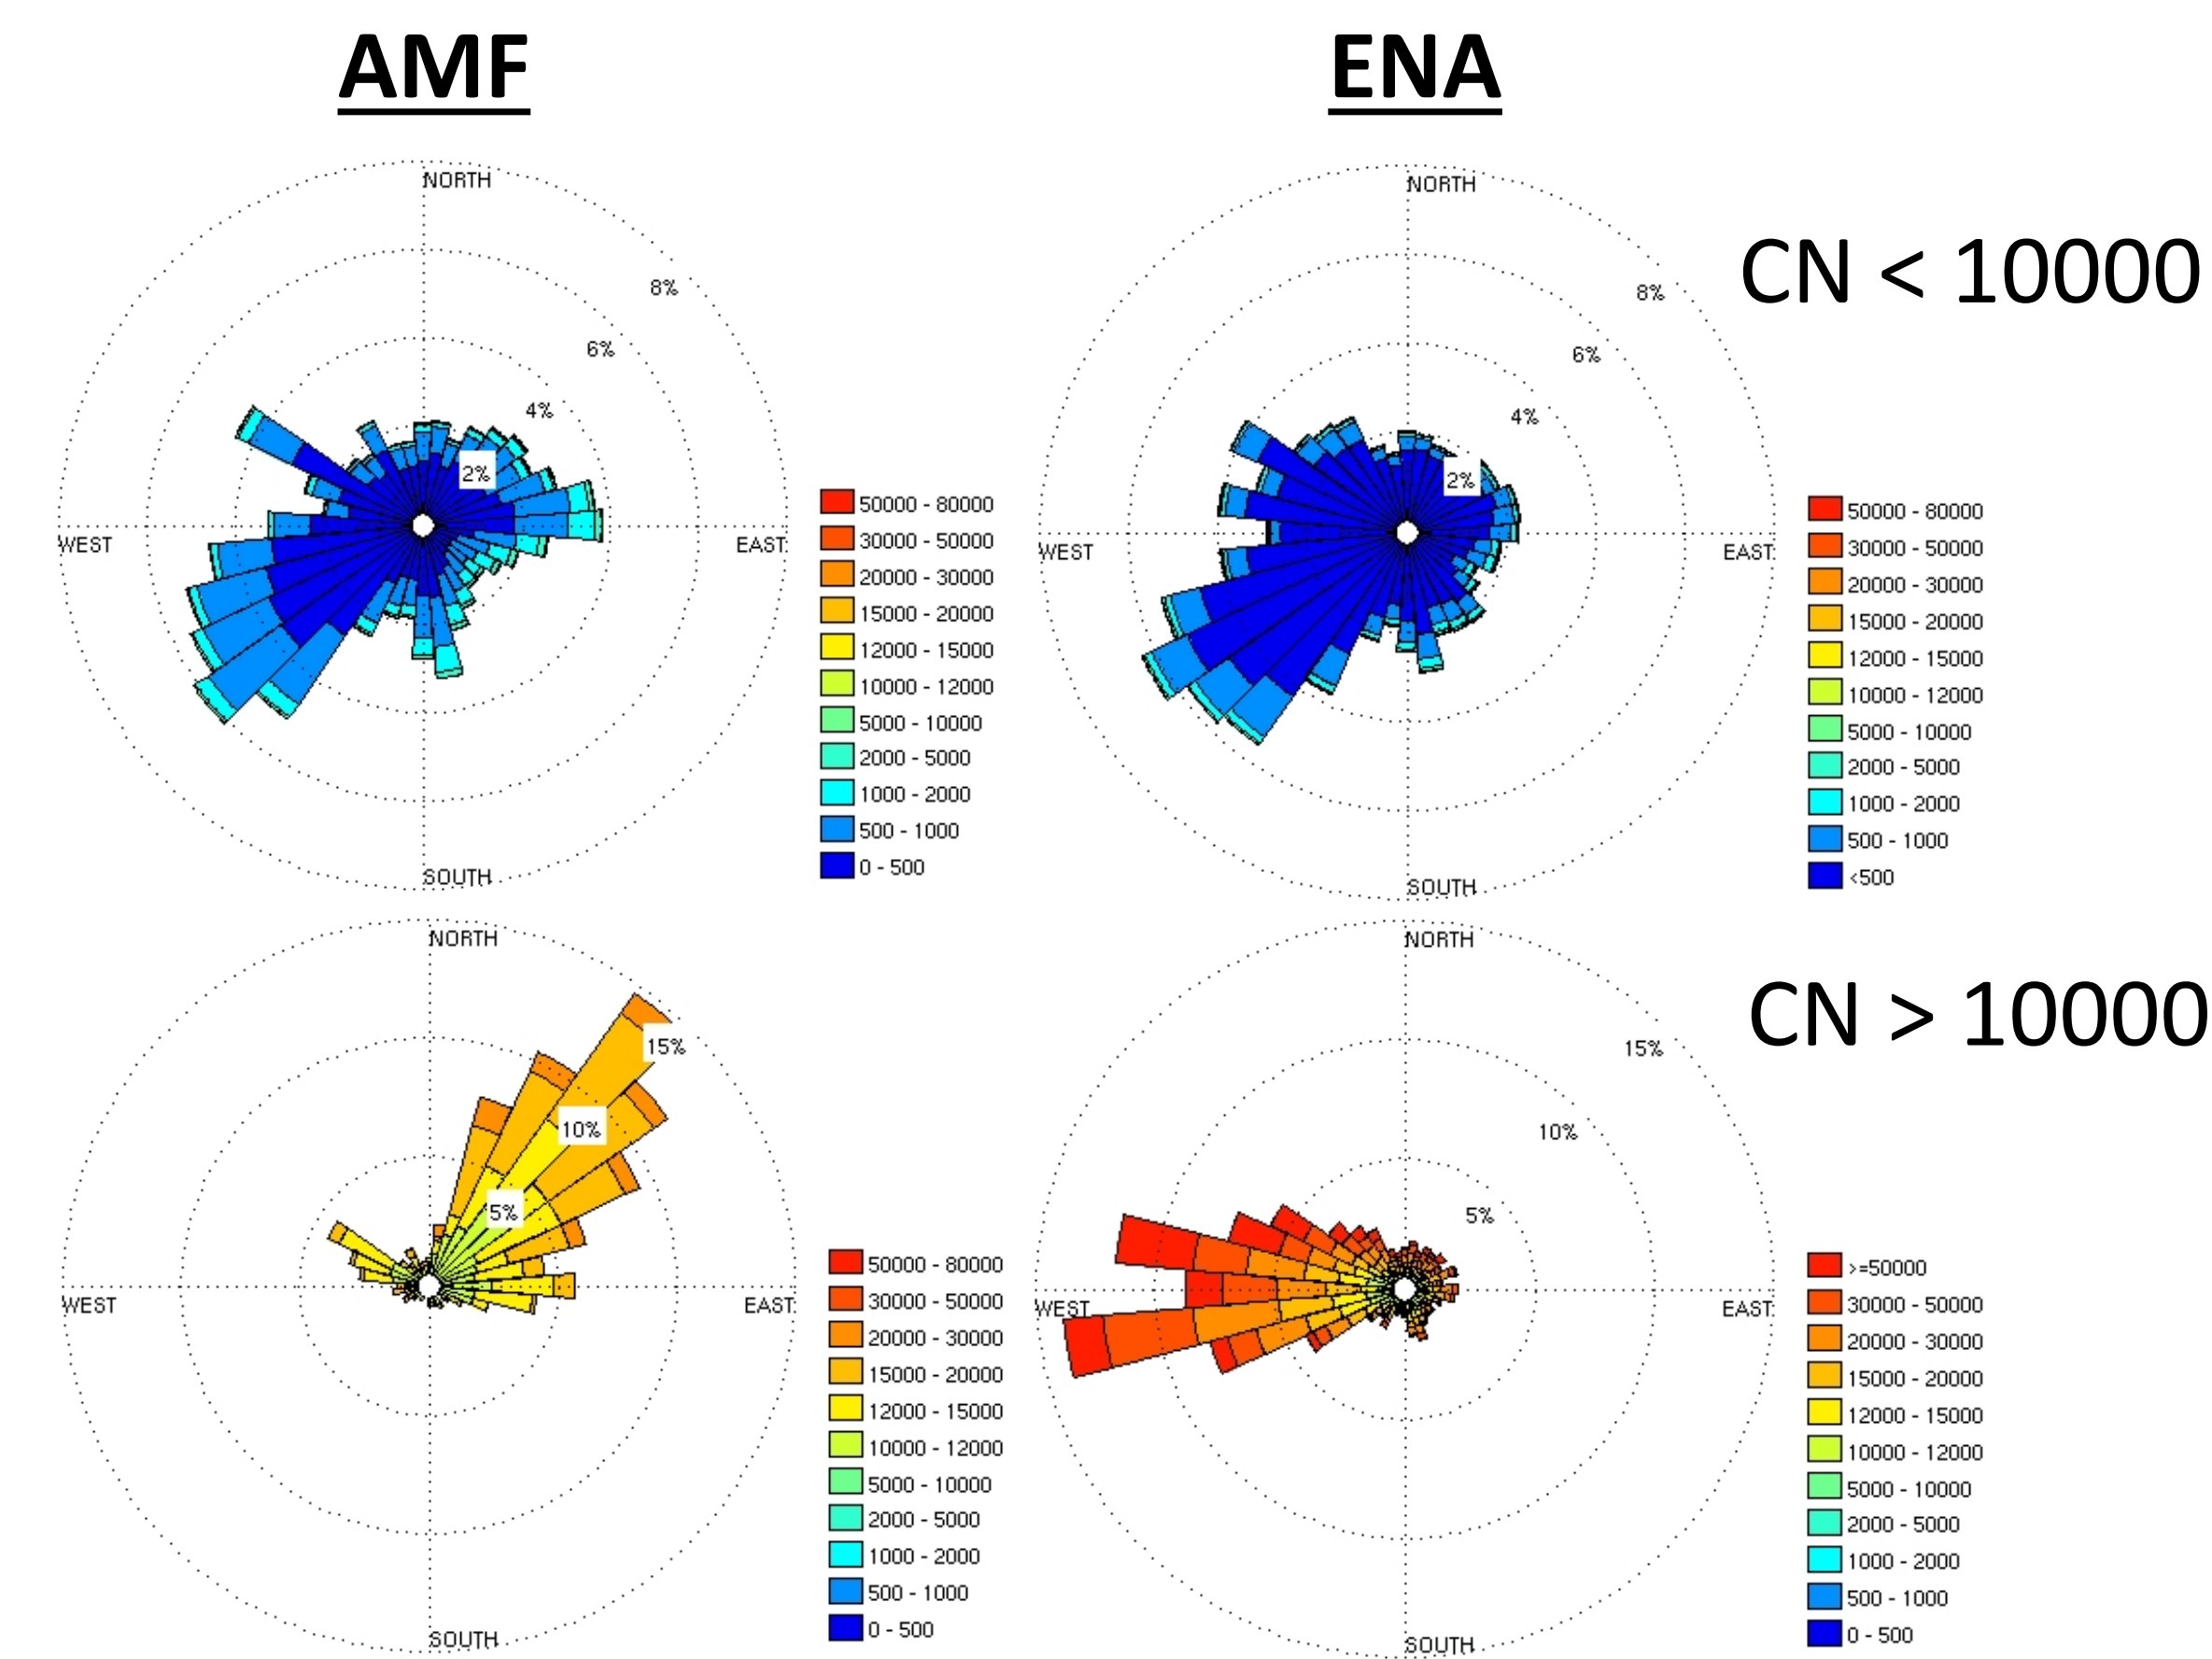 AMF
ENA
NORTH
8%
6%
4%
2%
WEST
EAST
SOUTH
50000 - 80000
30000 - 50000
20000 - 30000
15000 - 20000
12000 - 15000
10000 - 12000
5000 - 10000
2000 - 5000
1000 - 2000
500 - 1000
0 - 500
NORTH
8%
6%
4%
2%
WEST
EAST
SOUTH
CN < 10000
50000 - 80000
30000 - 50000
20000 - 30000
15000 - 20000
12000 - 15000
10000 - 12000
5000 - 10000
2000 - 5000
1000 - 2000
500 - 1000
<500
NORTH
15%
10%
5%
WEST
EAST
SOUTH
50000 - 80000
30000 - 50000
20000 - 30000
15000 - 20000
12000 - 15000
10000 - 12000
5000 - 10000
2000 - 5000
1000 - 2000
500 - 1000
0 - 500
NORTH
15%
10%
5%
WEST
EAST
SOUTH
CN > 10000
>=50000
30000 - 50000
20000 - 30000
15000 - 20000
12000 - 15000
10000 - 12000
5000 - 10000
2000 - 5000
1000 - 2000
500 - 1000
0 - 500